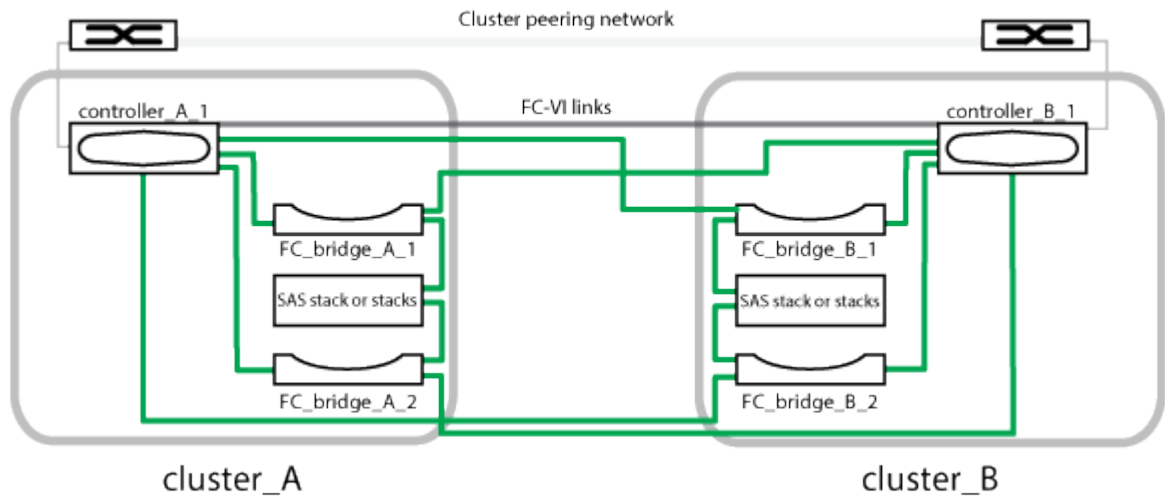 Cluster peering network
controller_A_1
FC-VI links
controller_B_1
FC_bridge_A_1
FC_bridge_B_1
SAS stack or stacks
SAS stack or stacks
FC_bridge_A_2
FC_bridge_B_2
cluster_A
cluster_B